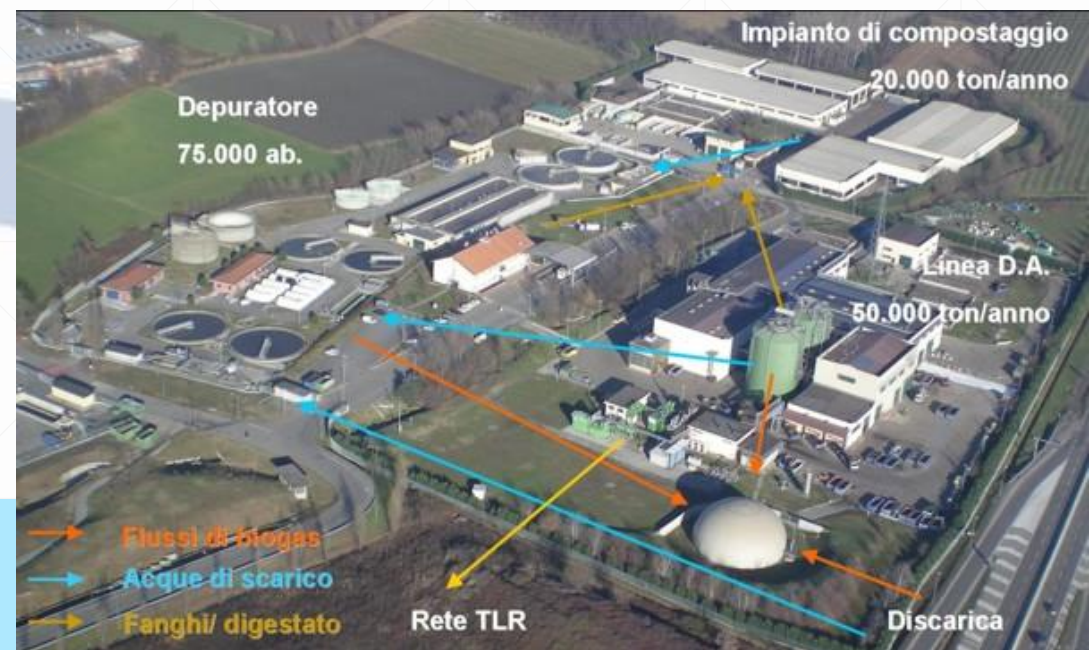 Impianto di compostaggio
20.000 ton/anno
Depuratore
75.000 ab.
Linea D.A.
50.000 ton/anno
Flussi di biogas
Acque di scarico
Fanghi/ digestato
Rete TLR
Discarica